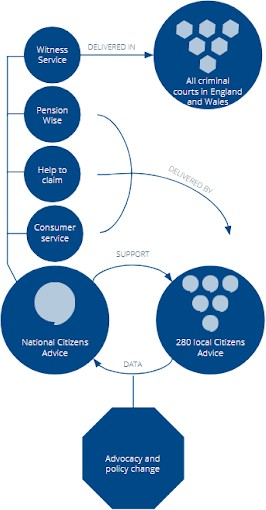 Witness
Service
DELIVERED IN
All criminal
courts in England
and Wales
Pension
Wise
Help to
claim
DELIVERED BY
Consumer
service
SUPPORT
National Citizens
Advice
280 local Citizens
Advice
DATA
Advocacy and
policy change